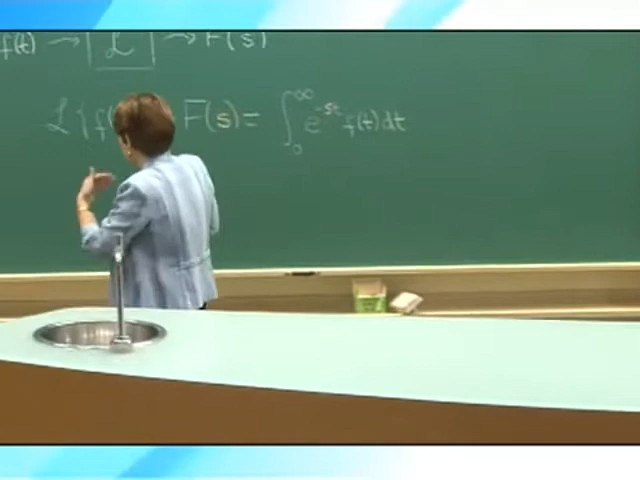 f(t) → ℒ → F(s)
ℒ{f( F(s) = ∫₀^∞ e^{-st} f(t) dt